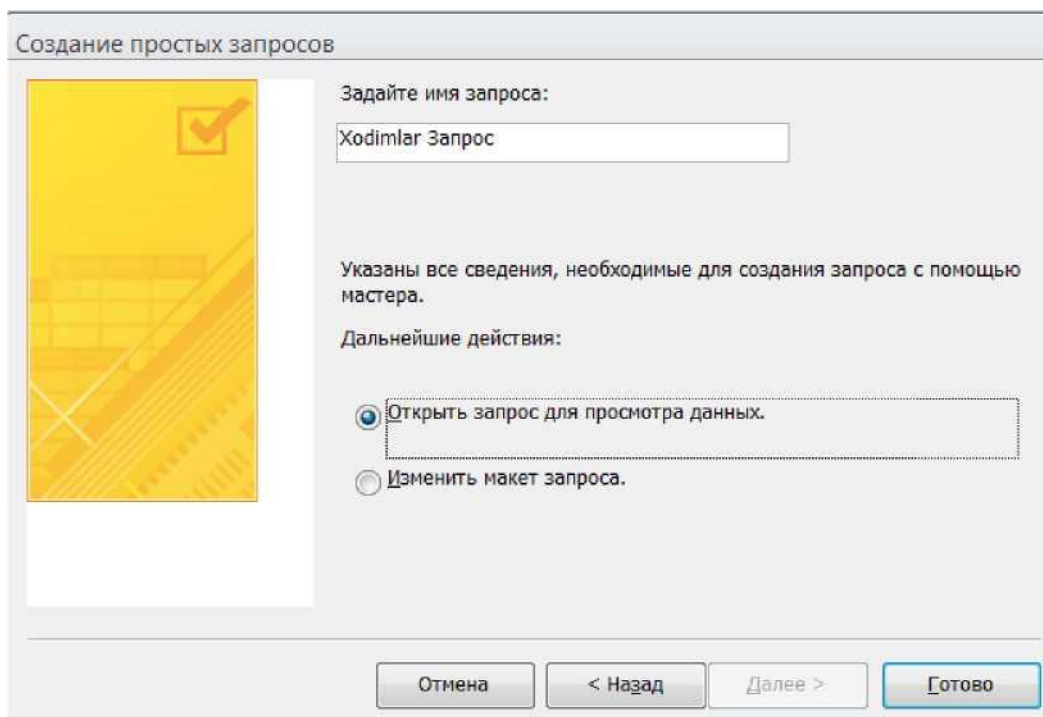 Создание простых запросов
Задайте имя запроса:
Xodimlar Запрос
Указаны все сведения, необходимые для создания запроса с помощью
мастера.
Дальнейшие действия:
Открыть запрос для просмотра данных.
Изменить макет запроса.
Отмена
< Назад
Далее >
Готово